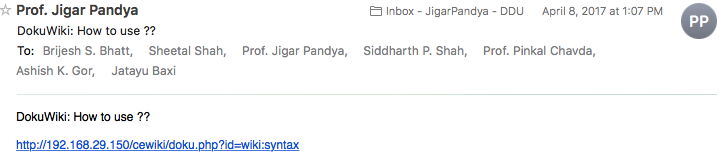 Prof. Jigar Pandya
Inbox - JigarPandya - DDU
April 8, 2017 at 1:07 PM
PP
DokuWiki: How to use ??
To: Brijesh S. Bhatt, Sheetal Shah, Prof. Jigar Pandya, Siddharth P. Shah, Prof. Pinkal Chavda,
Ashish K. Gor, Jatayu Baxi
DokuWiki: How to use ??
http://192.168.29.150/cewiki/doku.php?id=wiki:syntax